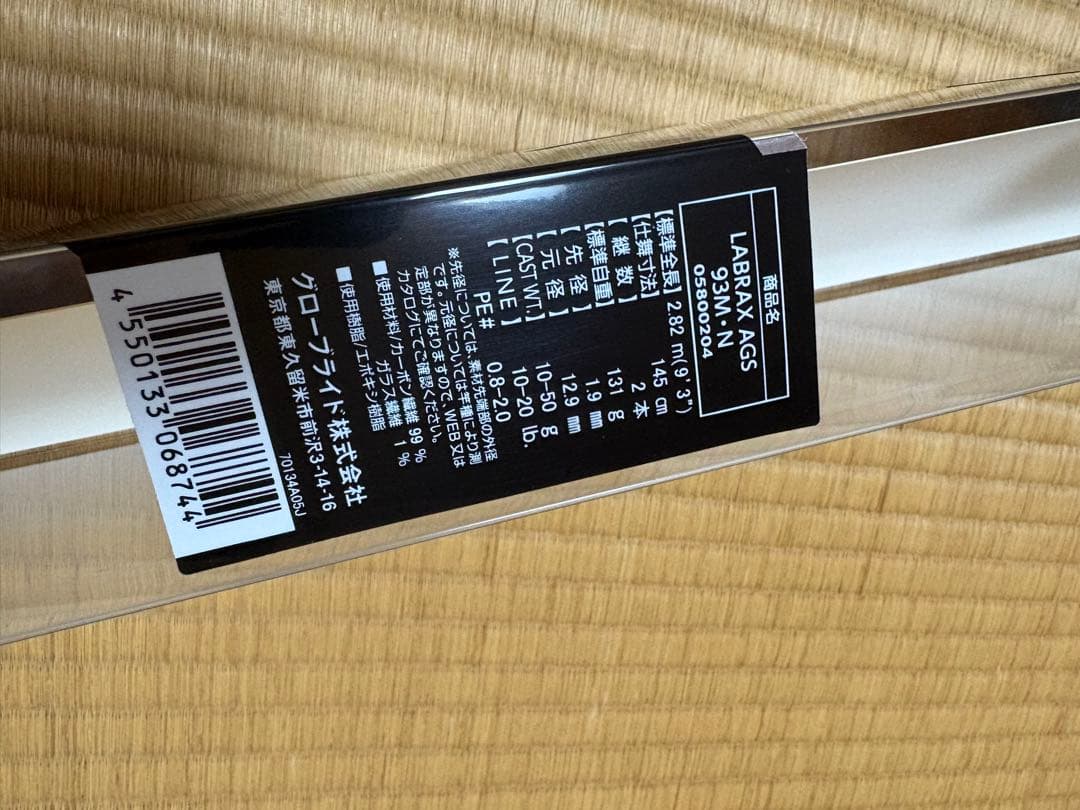 商品名
LABRAX AGS
93M・N
05800204
【標準全長】 2.82 m(9'3")
【仕舞寸法】 145 cm
【継数】 2 本
【標準自重】 131 g
【先径】 1.9 mm
【元径】 12.9 mm
【CAST WT.】 10-50 g
【LINE】 10-20 lb.
PE# 0.8-2.0
※先径については、素材先端部の外径
です。元径については竿種により測
定部が異なりますので、WEB又は
カタログにてご確認ください。
■使用材料/カーボン繊維 99 %
ガラス繊維 1 %
■使用樹脂/エポキシ樹脂
グローブライド株式会社
東京都東久留米市前沢3-14-16
70134A05J
4 550133 068744